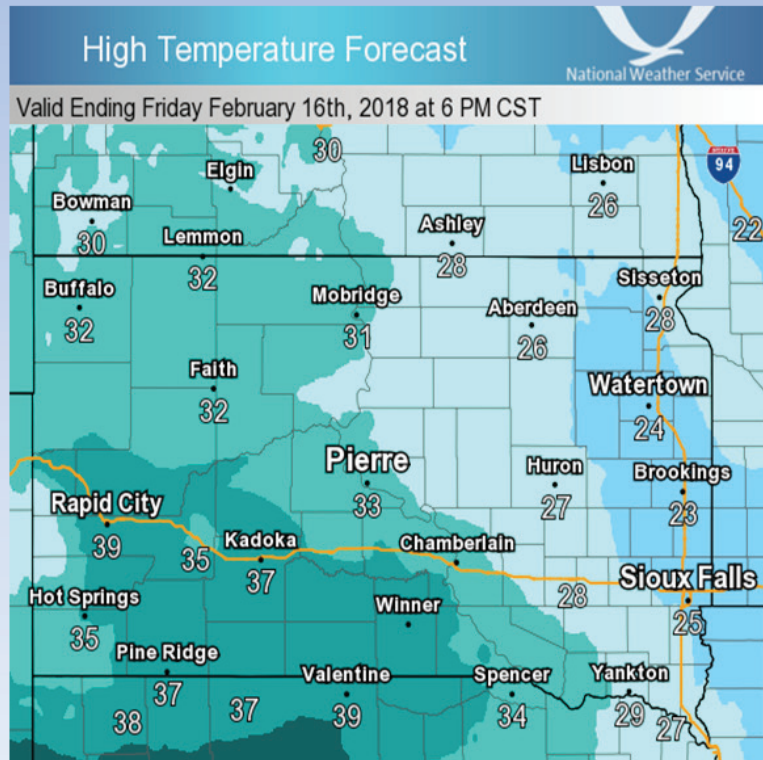 High Temperature Forecast
National Weather Service
Valid Ending Friday February 16th, 2018 at 6 PM CST
30
Elgin
Lisbon
26
INTERSTATE
94
Bowman
30
Ashley
28
22
Lemmon
32
Buffalo
32
Mobridge
31
Aberdeen
26
Sisseton
28
Faith
32
Watertown
24
Pierre
33
Huron
27
Brookings
23
Rapid City
39
35
Kadoka
37
Chamberlain
28
Sioux Falls
25
Hot Springs
35
Winner
Pine Ridge
37
Valentine
39
Spencer
34
Yankton
29
38
37
27